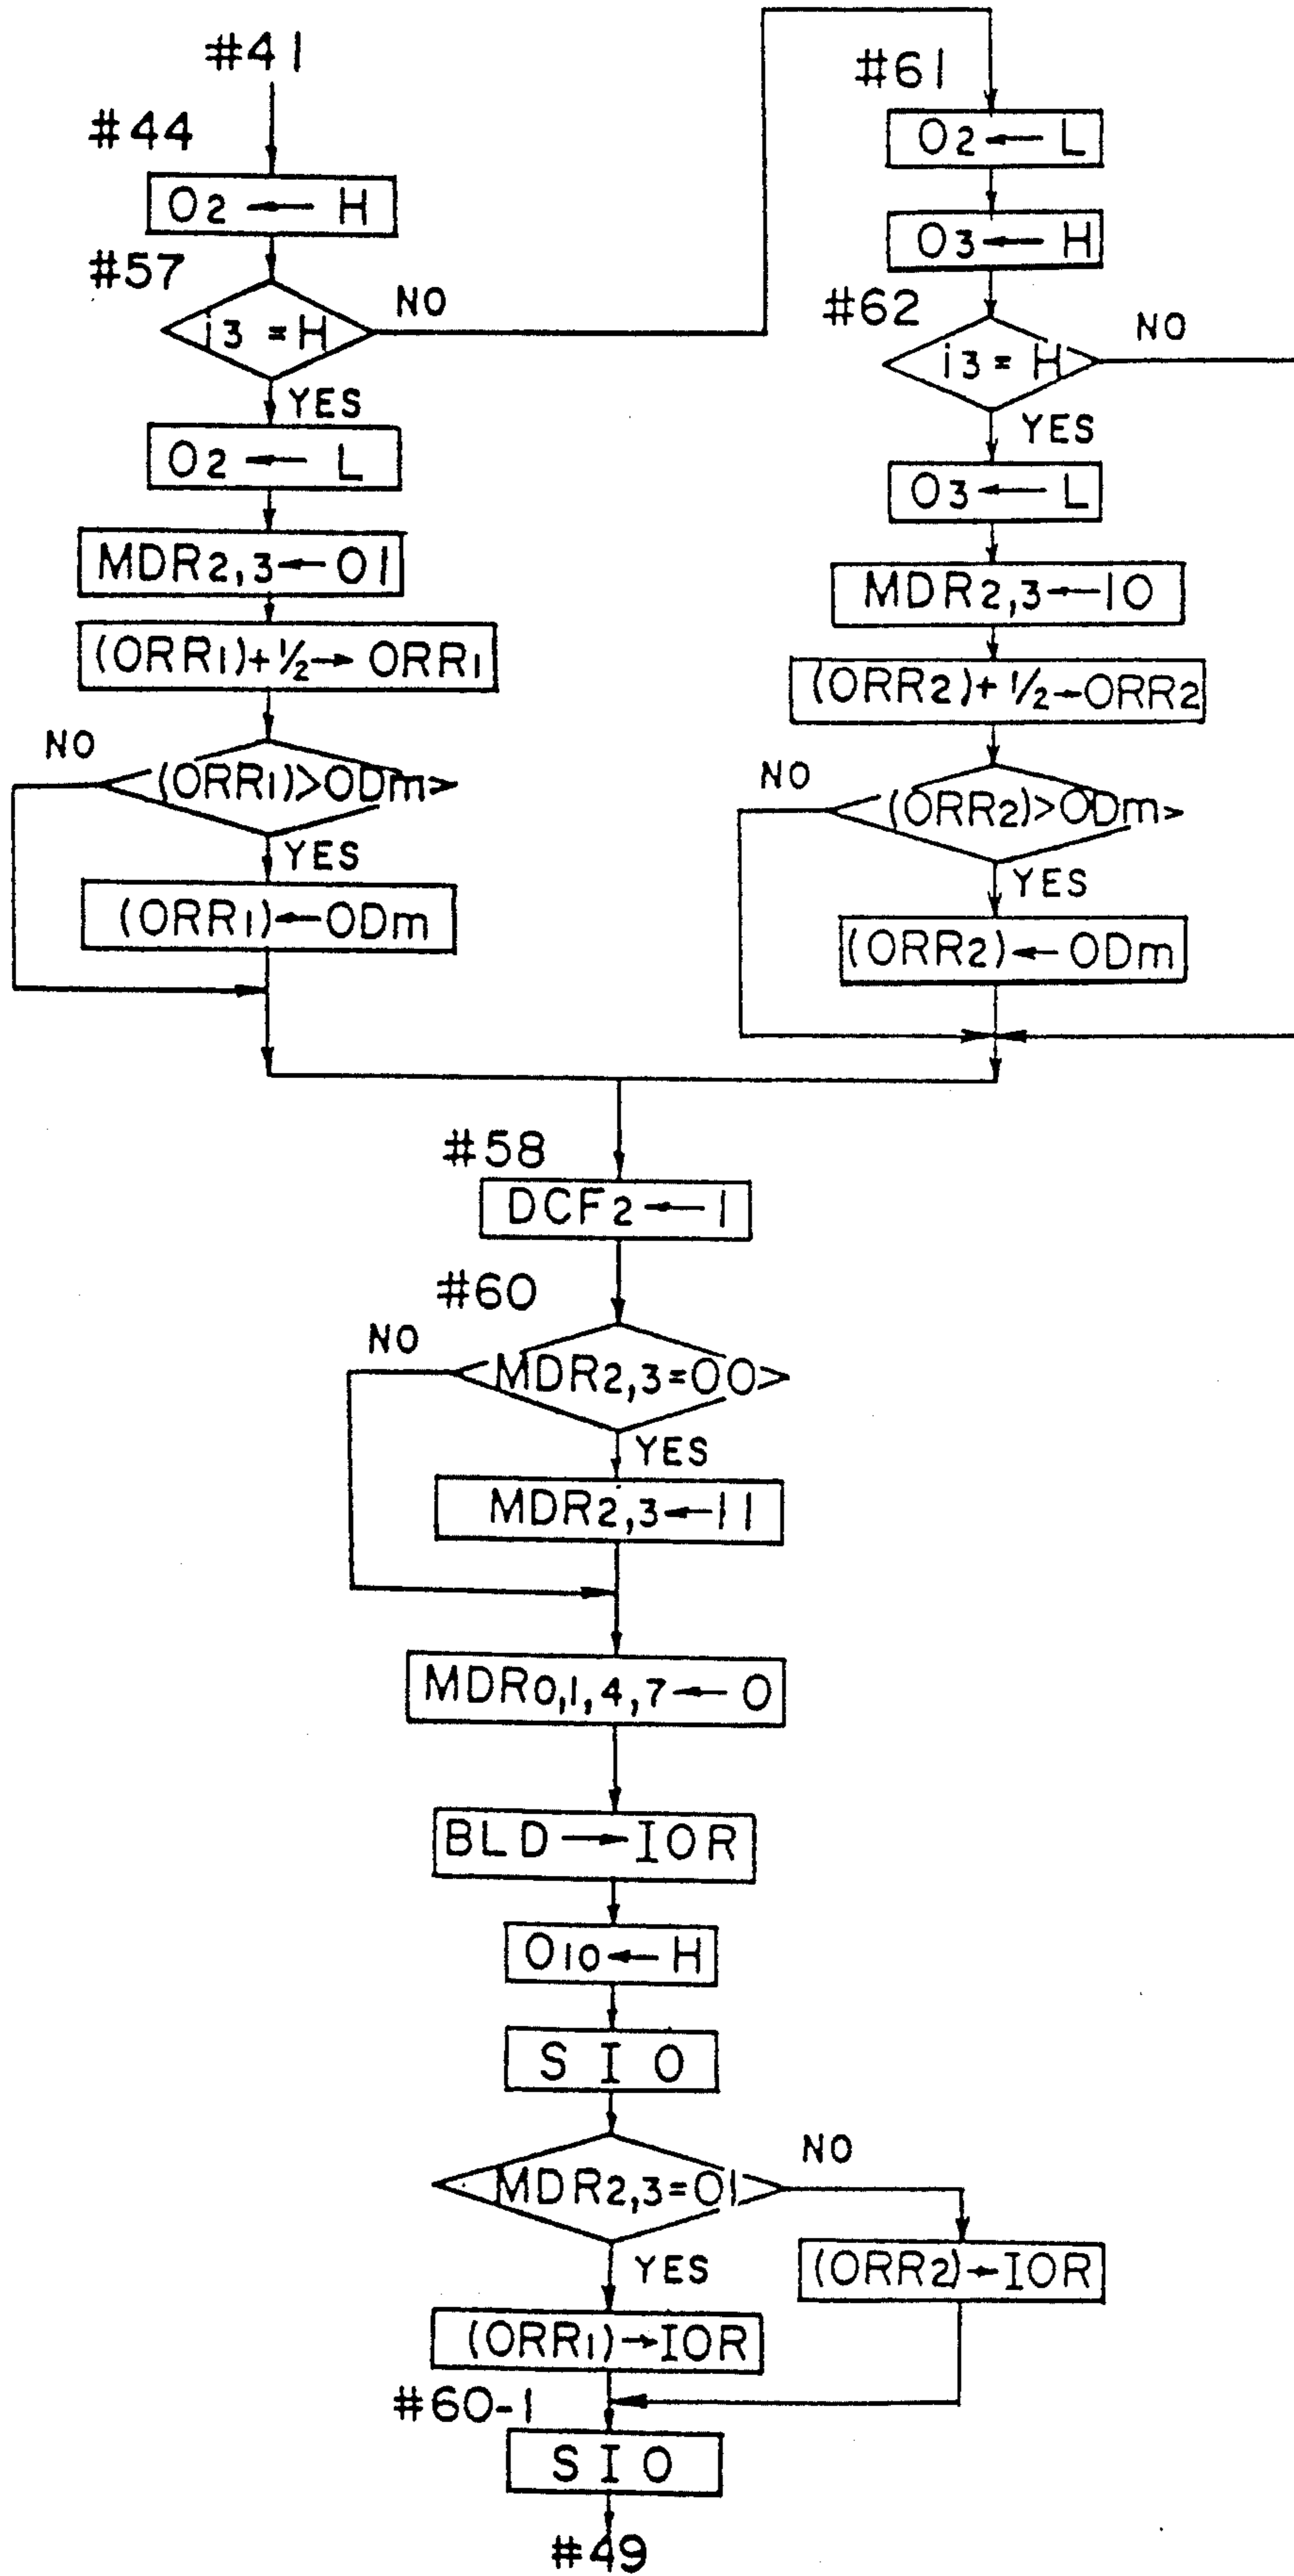 #41
#44
O2 ← H
#57
i3 = H
NO
YES
O2 ← L
MDR2,3 ← 01
(ORR1)+½→ ORR1
NO
(ORR1)>ODm
YES
(ORR1)←ODm
#61
O2 ← L
O3 ← H
#62
i3 = H
NO
YES
O3 ← L
MDR2,3←10
(ORR2)+½→ORR2
NO
(ORR2)>ODm
YES
(ORR2)←ODm
#58
DCF2 ← 1
#60
NO
MDR2,3=00
YES
MDR2,3←11
MDR0,1,4,7← 0
BLD → IOR
O10 ← H
S I O
MDR2,3=01
NO
YES
(ORR2)→IOR
(ORR1)→IOR
#60-1
S I O
#49